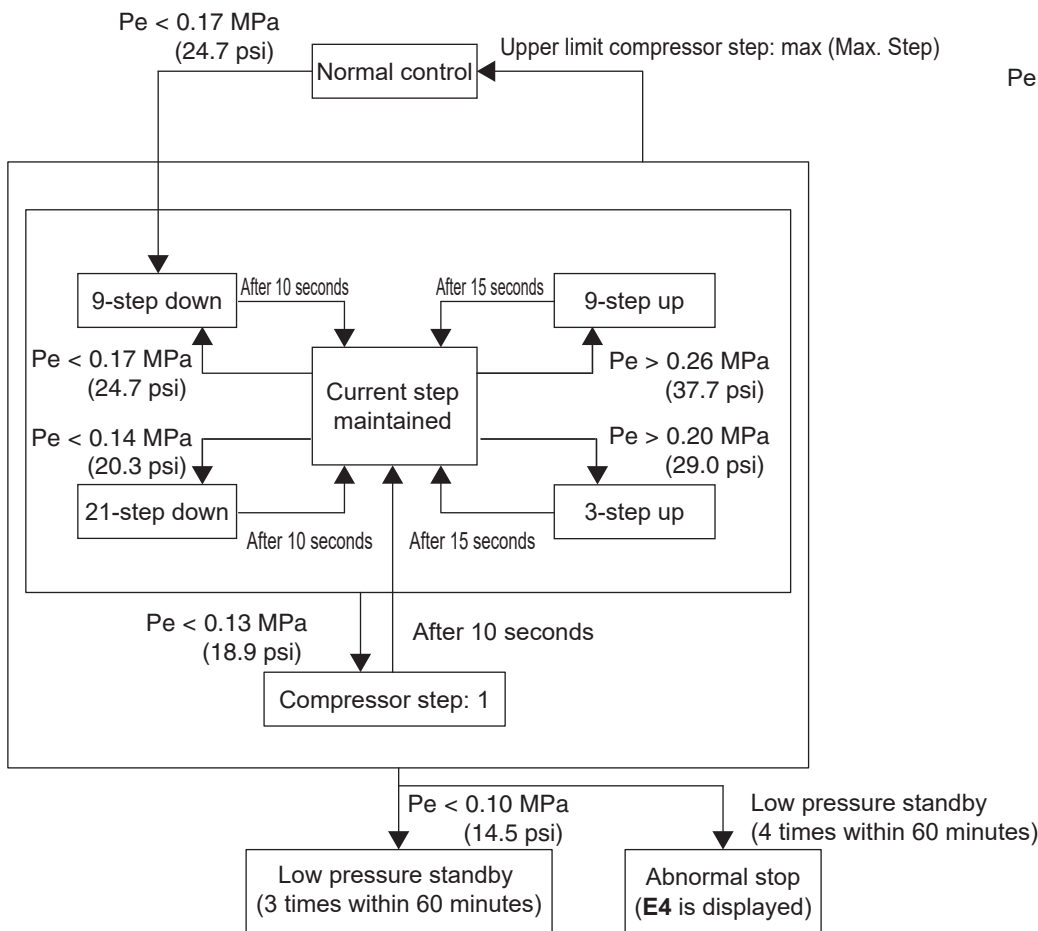 Pe < 0.17 MPa
(24.7 psi)
Normal control
Upper limit compressor step: max (Max. Step)
Pe
9-step down
After 10 seconds
After 15 seconds
9-step up
Pe < 0.17 MPa
(24.7 psi)
Current step
maintained
Pe > 0.26 MPa
(37.7 psi)
Pe < 0.14 MPa
(20.3 psi)
Pe > 0.20 MPa
(29.0 psi)
21-step down
After 10 seconds
After 15 seconds
3-step up
Pe < 0.13 MPa
(18.9 psi)
After 10 seconds
Compressor step: 1
Pe < 0.10 MPa
(14.5 psi)
Low pressure standby
(4 times within 60 minutes)
Low pressure standby
(3 times within 60 minutes)
Abnormal stop
(E4 is displayed)